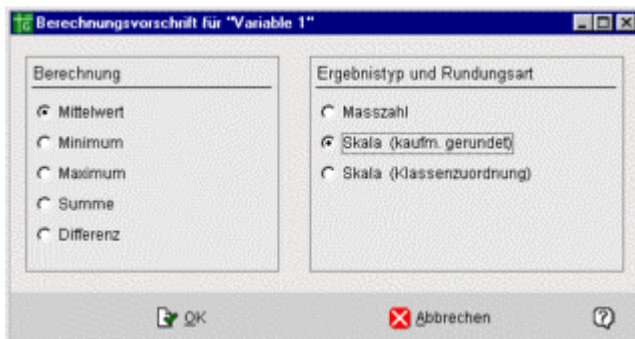 Berechnungsvorschrift für "Variable 1"
Berechnung
Mittelwert
Minimum
Maximum
Summe
Differenz
Ergebnistyp und Rundungsart
Masszahl
Skala (kaufm. gerundet)
Skala (Klassenzuordnung)
OK
Abbrechen
?